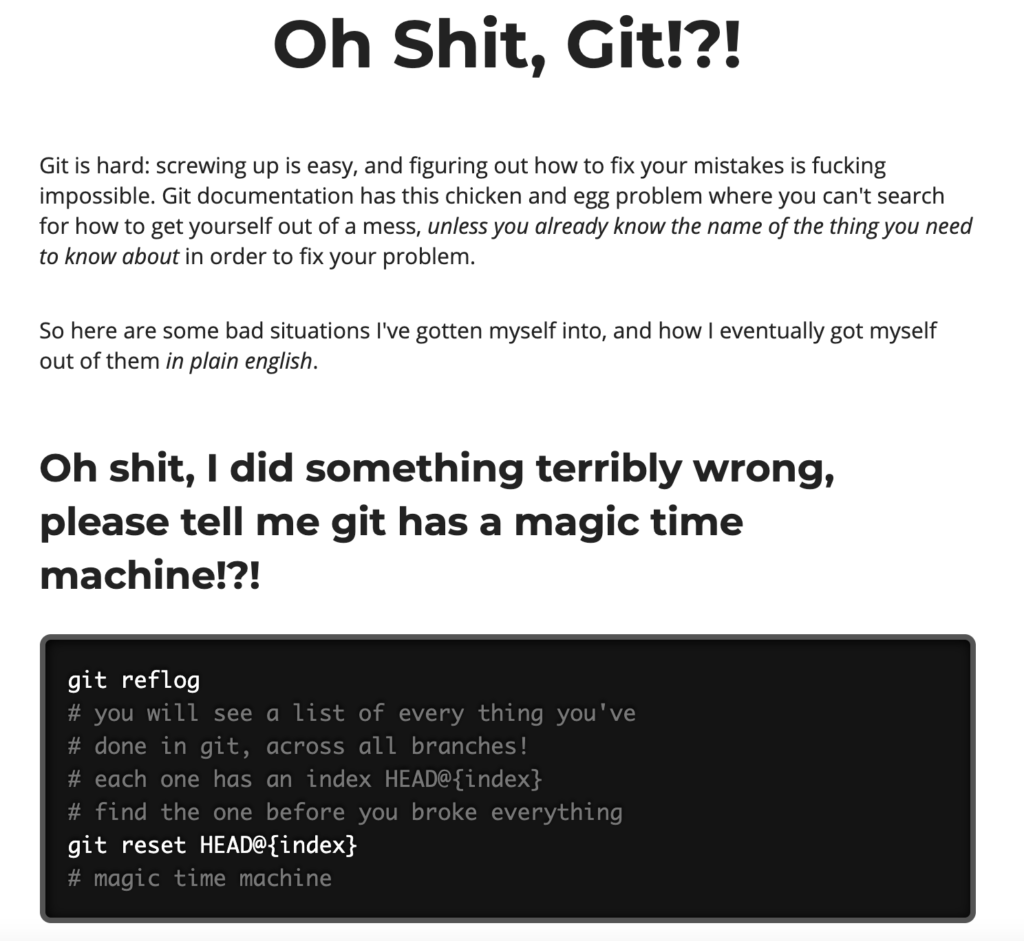 Oh Shit, Git!?!
Git is hard: screwing up is easy, and figuring out how to fix your mistakes is fucking
impossible. Git documentation has this chicken and egg problem where you can't search
for how to get yourself out of a mess, unless you already know the name of the thing you need
to know about in order to fix your problem.
So here are some bad situations I've gotten myself into, and how I eventually got myself
out of them in plain english.
Oh shit, I did something terribly wrong,
please tell me git has a magic time
machine!?!
git reflog
# you will see a list of every thing you've
# done in git, across all branches!
# each one has an index HEAD@{index}
# find the one before you broke everything
git reset HEAD@{index}
# magic time machine